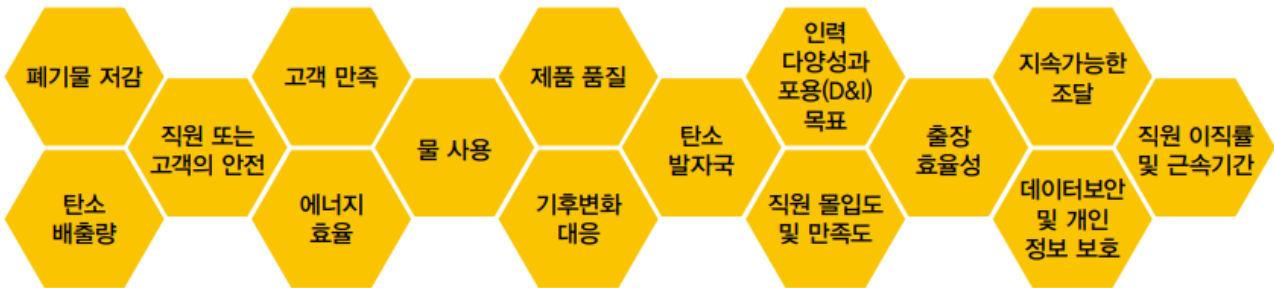 폐기물 저감
탄소
배출량
직원 또는
고객의 안전
고객 만족
에너지
효율
물 사용
제품 품질
기후변화
대응
탄소
발자국
인력
다양성과
포용(D&I)
목표
직원 몰입도
및 만족도
출장
효율성
지속가능한
조달
데이터보안
및 개인
정보 보호
직원 이직률
및 근속기간